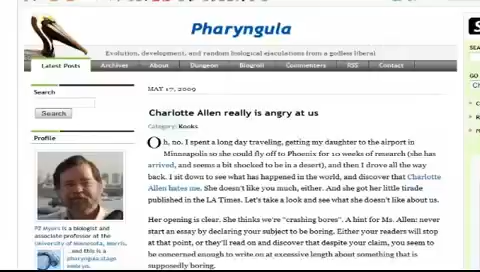 Pharyngula
Evolution, development, and random biological ejaculations from a godless liberal
Latest Posts Archives About Dungeon Blogroll Commentary RSS Contact
Search
Search
Profile
PZ Myers is a biologist and
associate professor at the
University of Minnesota, Morris.
...and this is a
pharyngula stage
embryo.
MAY 17, 2009
Charlotte Allen really is angry at us
Category: Kooks
Oh, no. I spent a long day traveling, getting my daughter to the airport in
Minneapolis so she could fly off to Phoenix for 10 weeks of research (she has
arrived, and seems a bit shocked to be in a desert), and then I drove all the way
back. I sit down to see what has happened in the world, and discover that Charlotte
Allen hates me. She doesn't like you much, either. And she got her little tirade
published in the LA Times. Let's take a look and see what she doesn't like about us.
Her opening is clear. She thinks we're "crashing bores". A hint for Ms. Allen: never
start an essay by declaring your subject to be boring. Either your readers will stop
at that point, or they'll read on and discover that despite your claim, you seem to
be concerned enough to write on at excessive length about something that is
supposedly boring.
S
SEA
GO